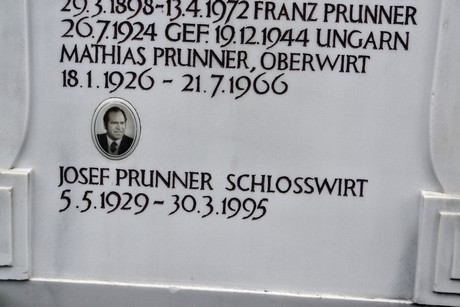 29.3.1898-13.4.1972 FRANZ PRUNNER
26.7.1924 GEF. 19.12.1944 UNGARN
MATHIAS PRUNNER, OBERWIRT
18.1.1926 - 21.7.1966
JOSEF PRUNNER SCHLOSSWIRT
5.5.1929 - 30.3.1995